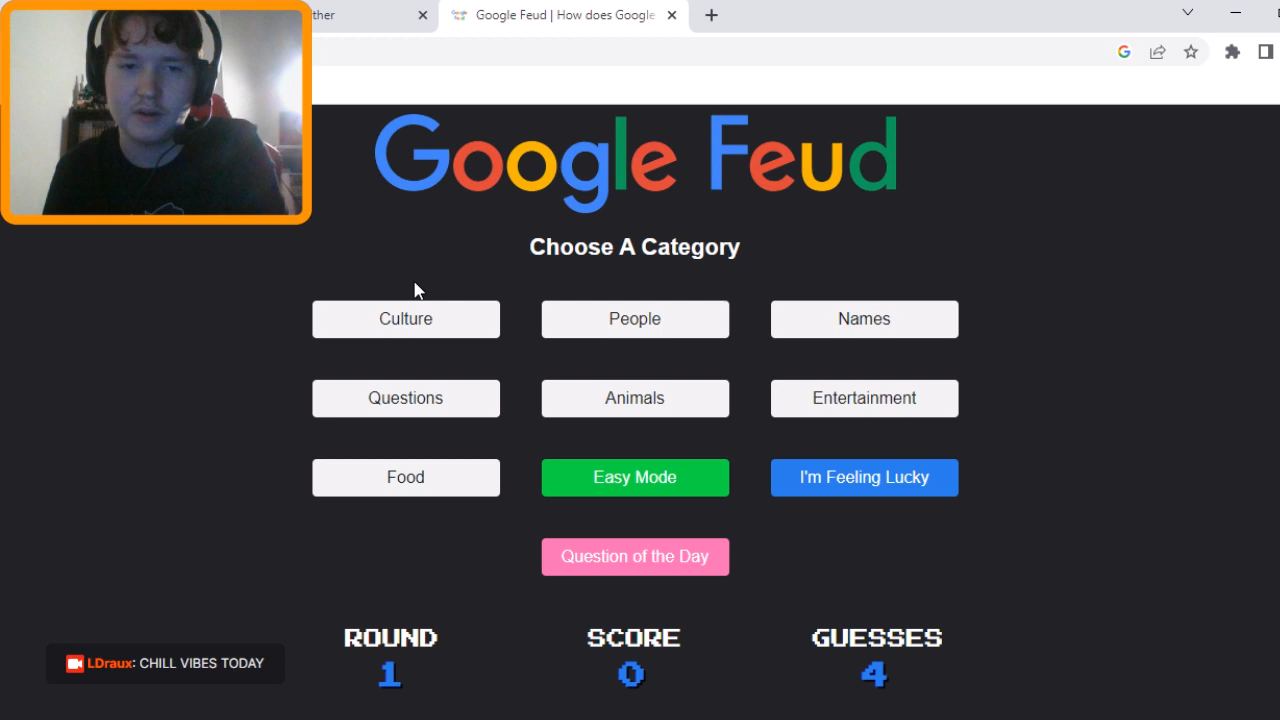 ther
Google Feud | How does Google
Google Feud
Choose A Category
Culture
People
Names
Questions
Animals
Entertainment
Food
Easy Mode
I'm Feeling Lucky
Question of the Day
ROUND
SCORE
GUESSES
1
0
4
LDraux: CHILL VIBES TODAY